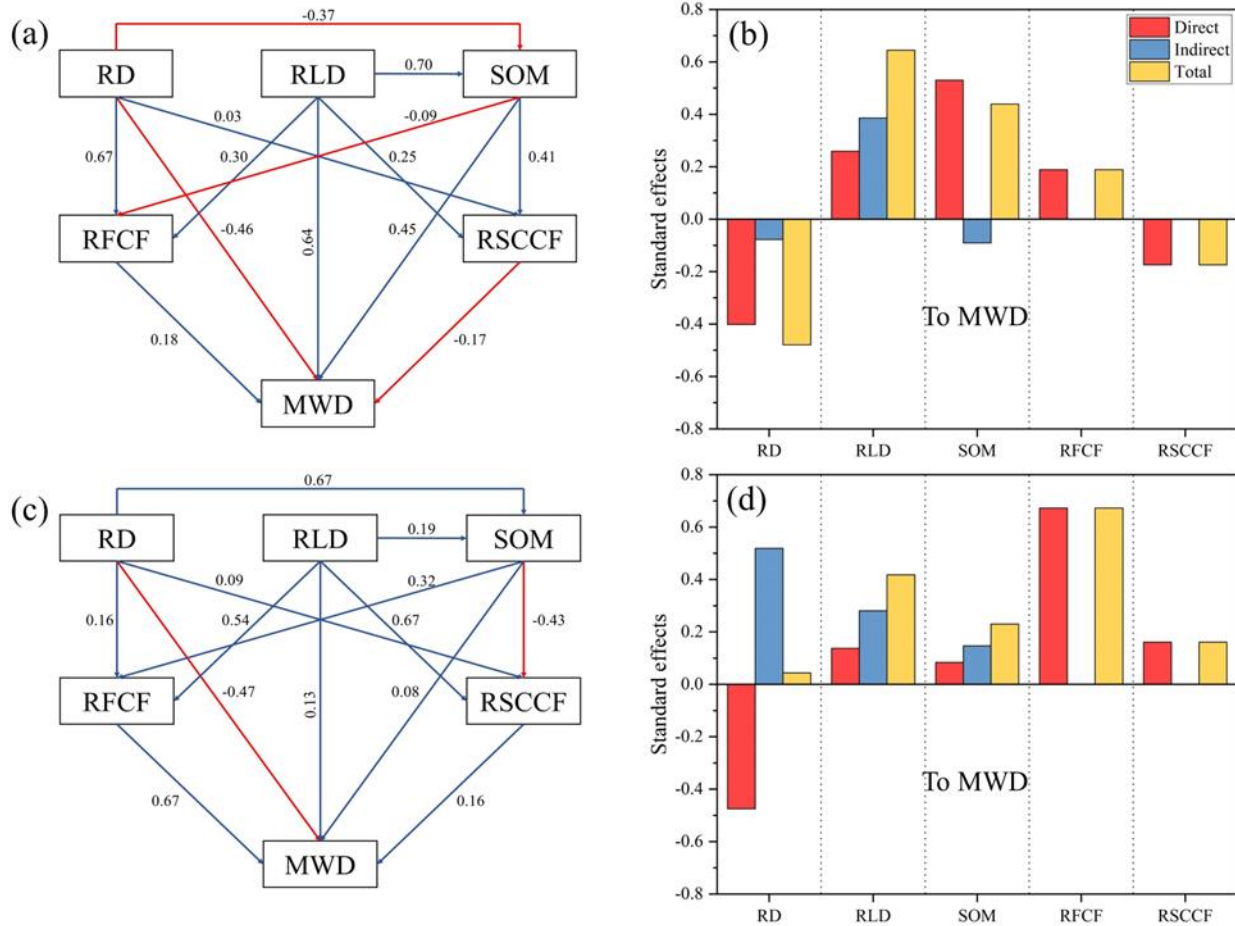 (a)
-0.37
RD
RLD
SOM
0.70
0.03
-0.09
0.67
0.30
0.25
0.41
RFCF
RSCCF
-0.46
0.64
0.45
0.18
-0.17
MWD
(b)
Direct
Indirect
Total
Standard effects
0.8
0.6
0.4
0.2
0.0
-0.2
-0.4
-0.6
-0.8
To MWD
RD RLD SOM RFCF RSCCF
(c)
0.67
RD
RLD
SOM
0.19
0.09
0.32
0.16
0.54
0.67
-0.43
RFCF
RSCCF
-0.47
0.13
0.08
0.67
0.16
MWD
(d)
Standard effects
0.8
0.6
0.4
0.2
0.0
-0.2
-0.4
-0.6
-0.8
To MWD
RD RLD SOM RFCF RSCCF